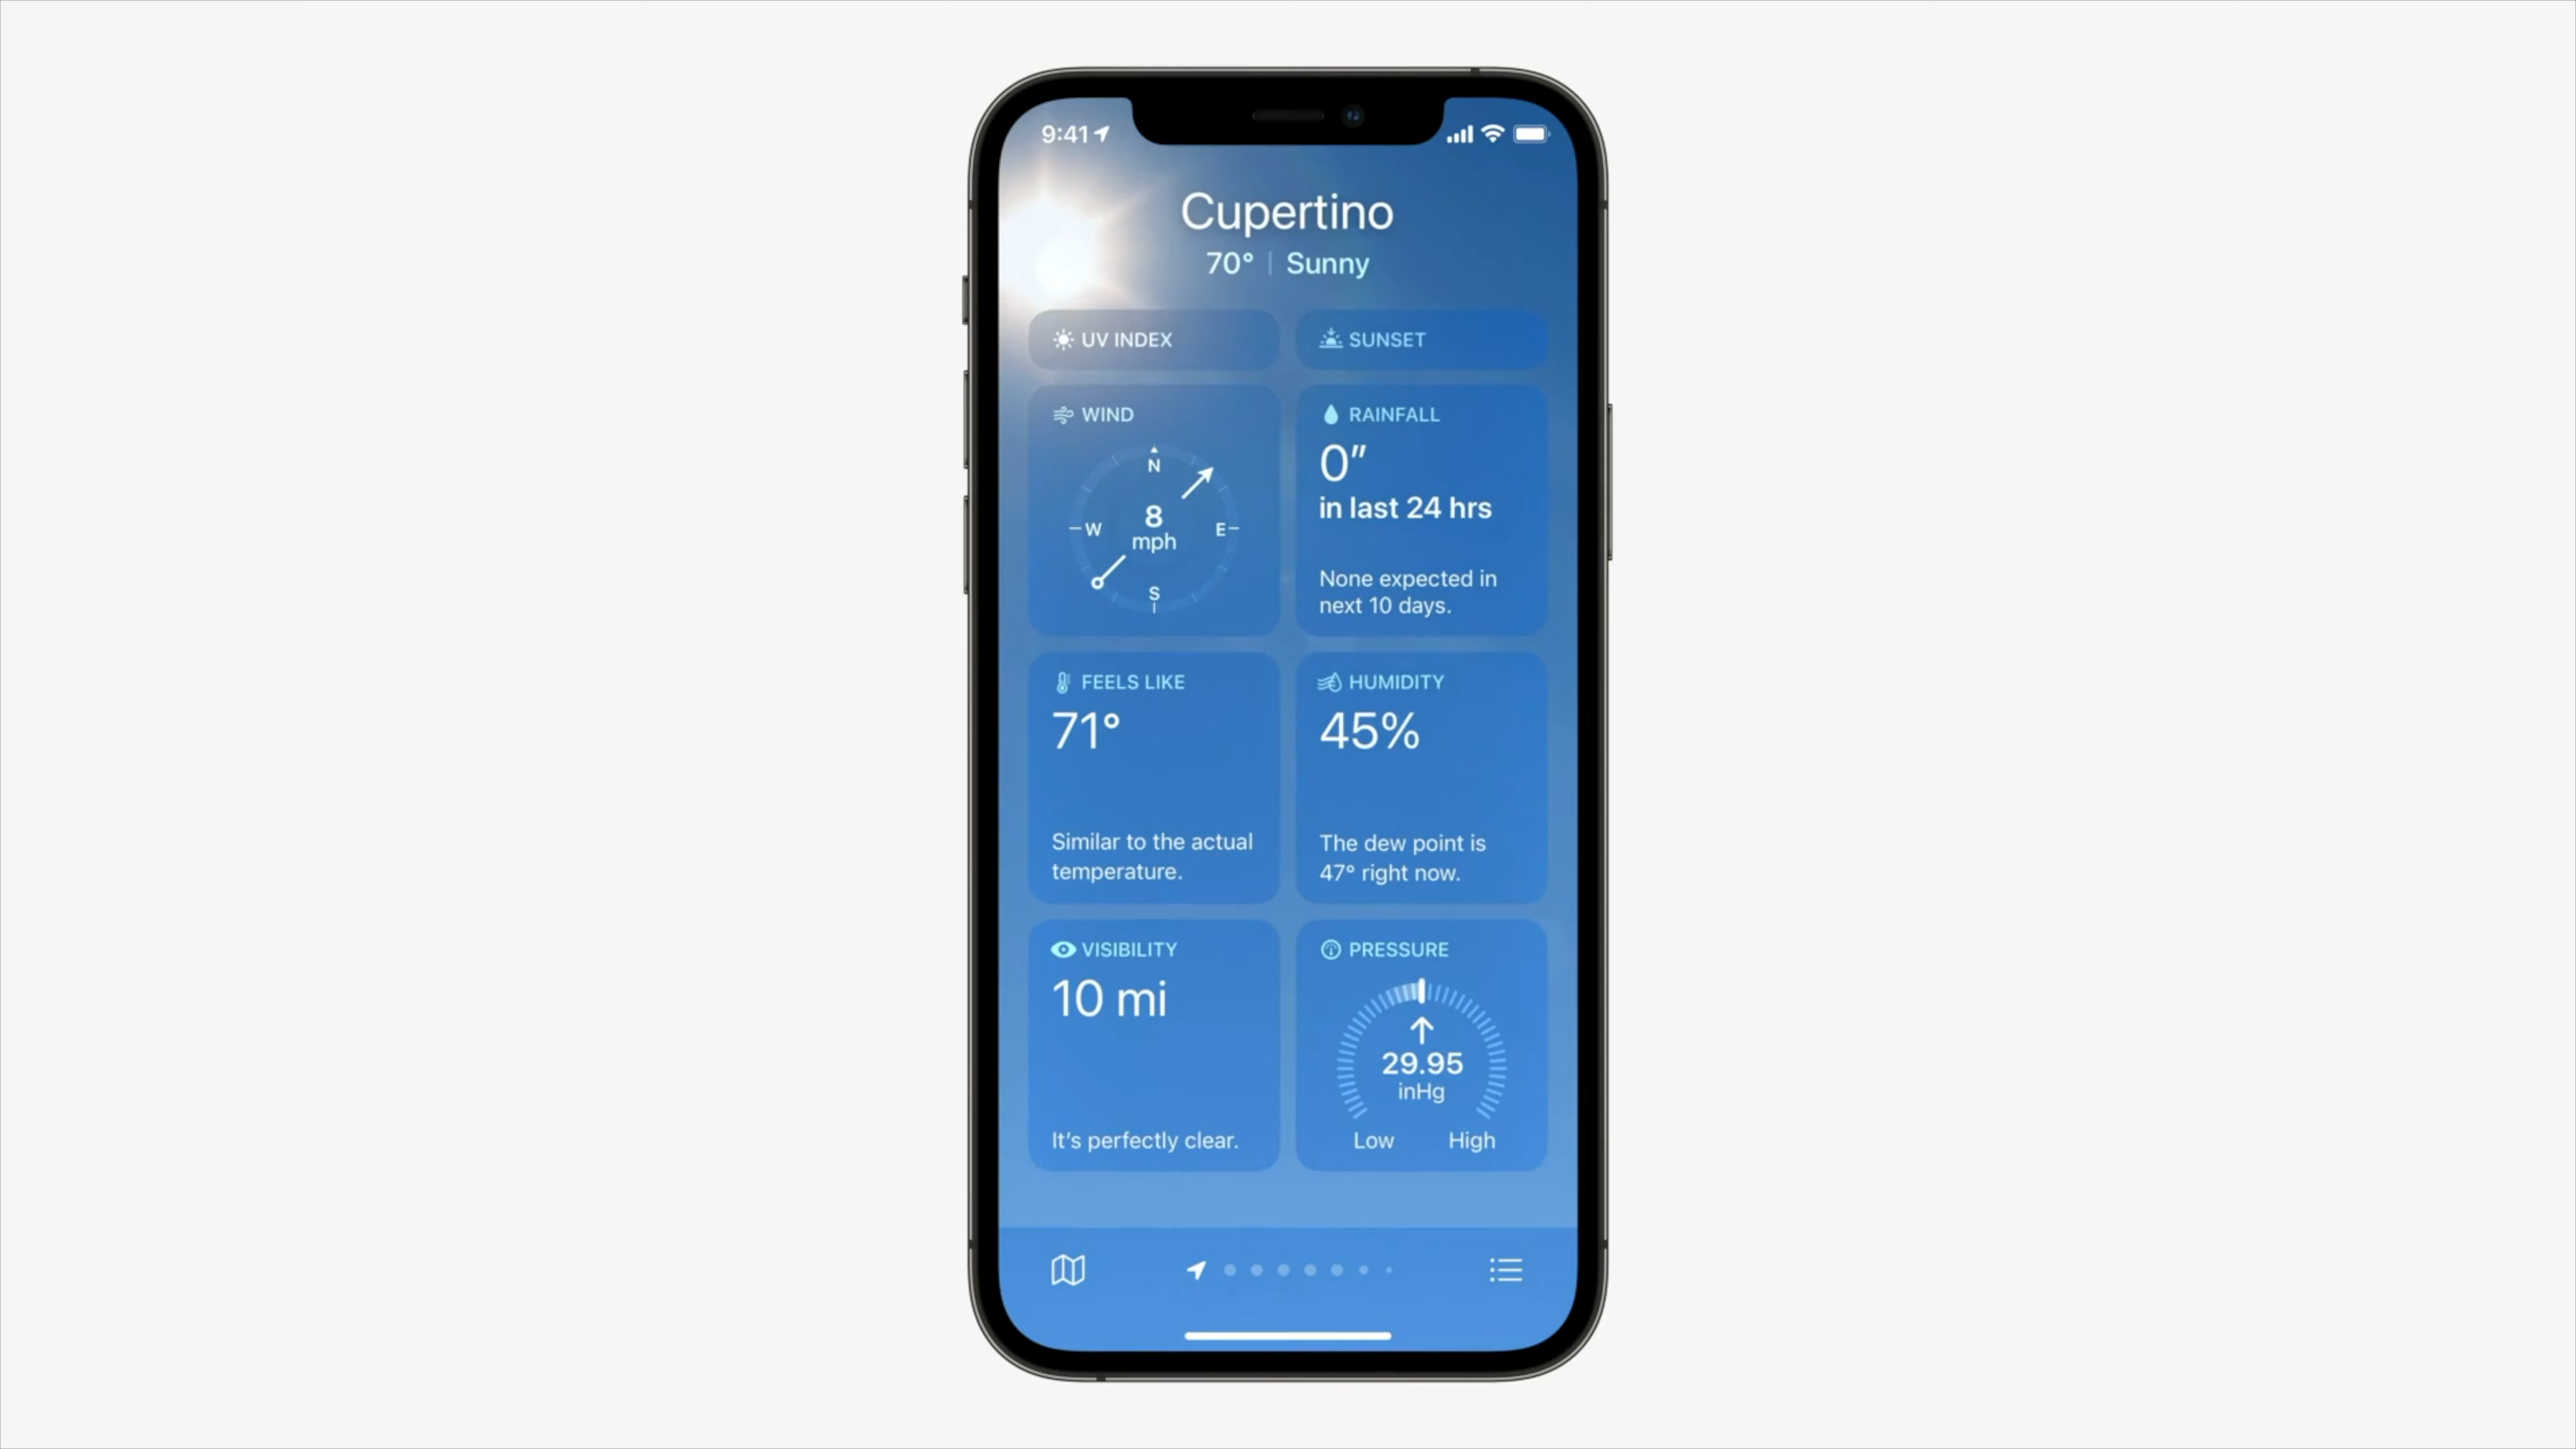 9:41
Cupertino
70° | Sunny
UV INDEX
SUNSET
WIND
N
W
8
mph
E
S
RAINFALL
0"
in last 24 hrs
None expected in
next 10 days.
FEELS LIKE
71°
Similar to the actual
temperature.
HUMIDITY
45%
The dew point is
47° right now.
VISIBILITY
10 mi
It’s perfectly clear.
PRESSURE
29.95
inHg
Low High